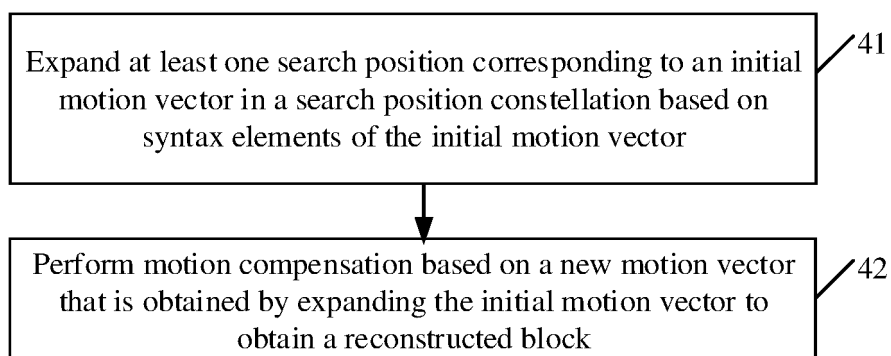 Expand at least one search position corresponding to an initial
motion vector in a search position constellation based on
syntax elements of the initial motion vector
41
Perform motion compensation based on a new motion vector
that is obtained by expanding the initial motion vector to
obtain a reconstructed block
42